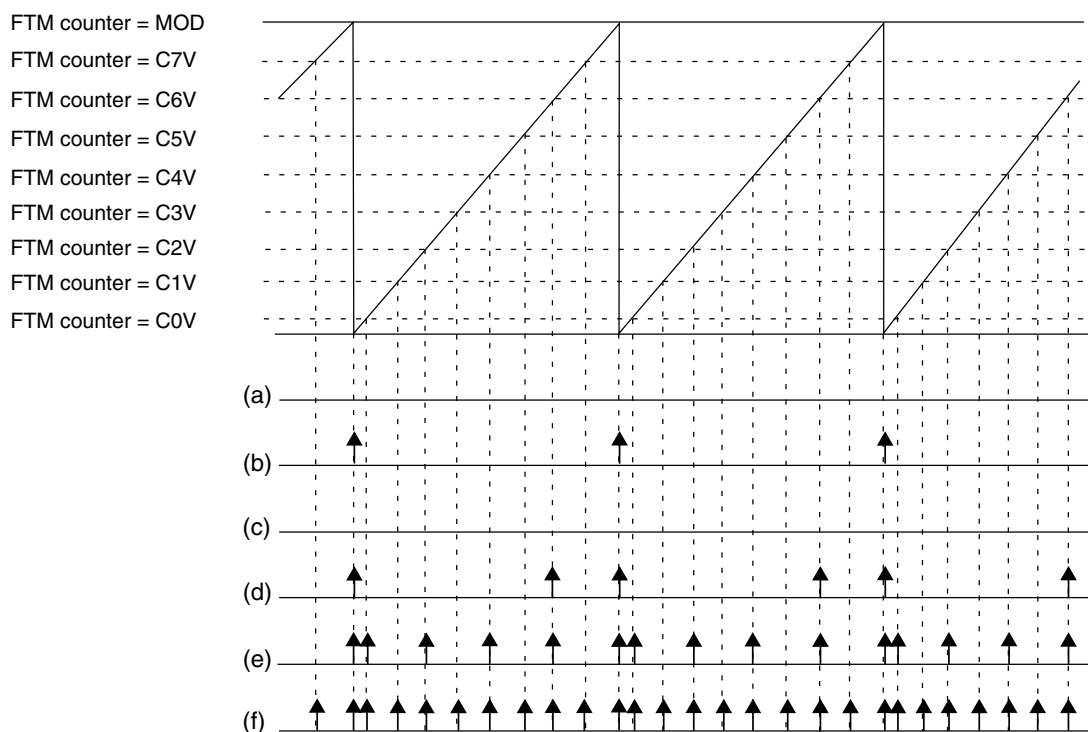 FTM counter = MOD
FTM counter = C7V
FTM counter = C6V
FTM counter = C5V
FTM counter = C4V
FTM counter = C3V
FTM counter = C2V
FTM counter = C1V
FTM counter = C0V
(a)
(b)
(c)
(d)
(e)
(f)